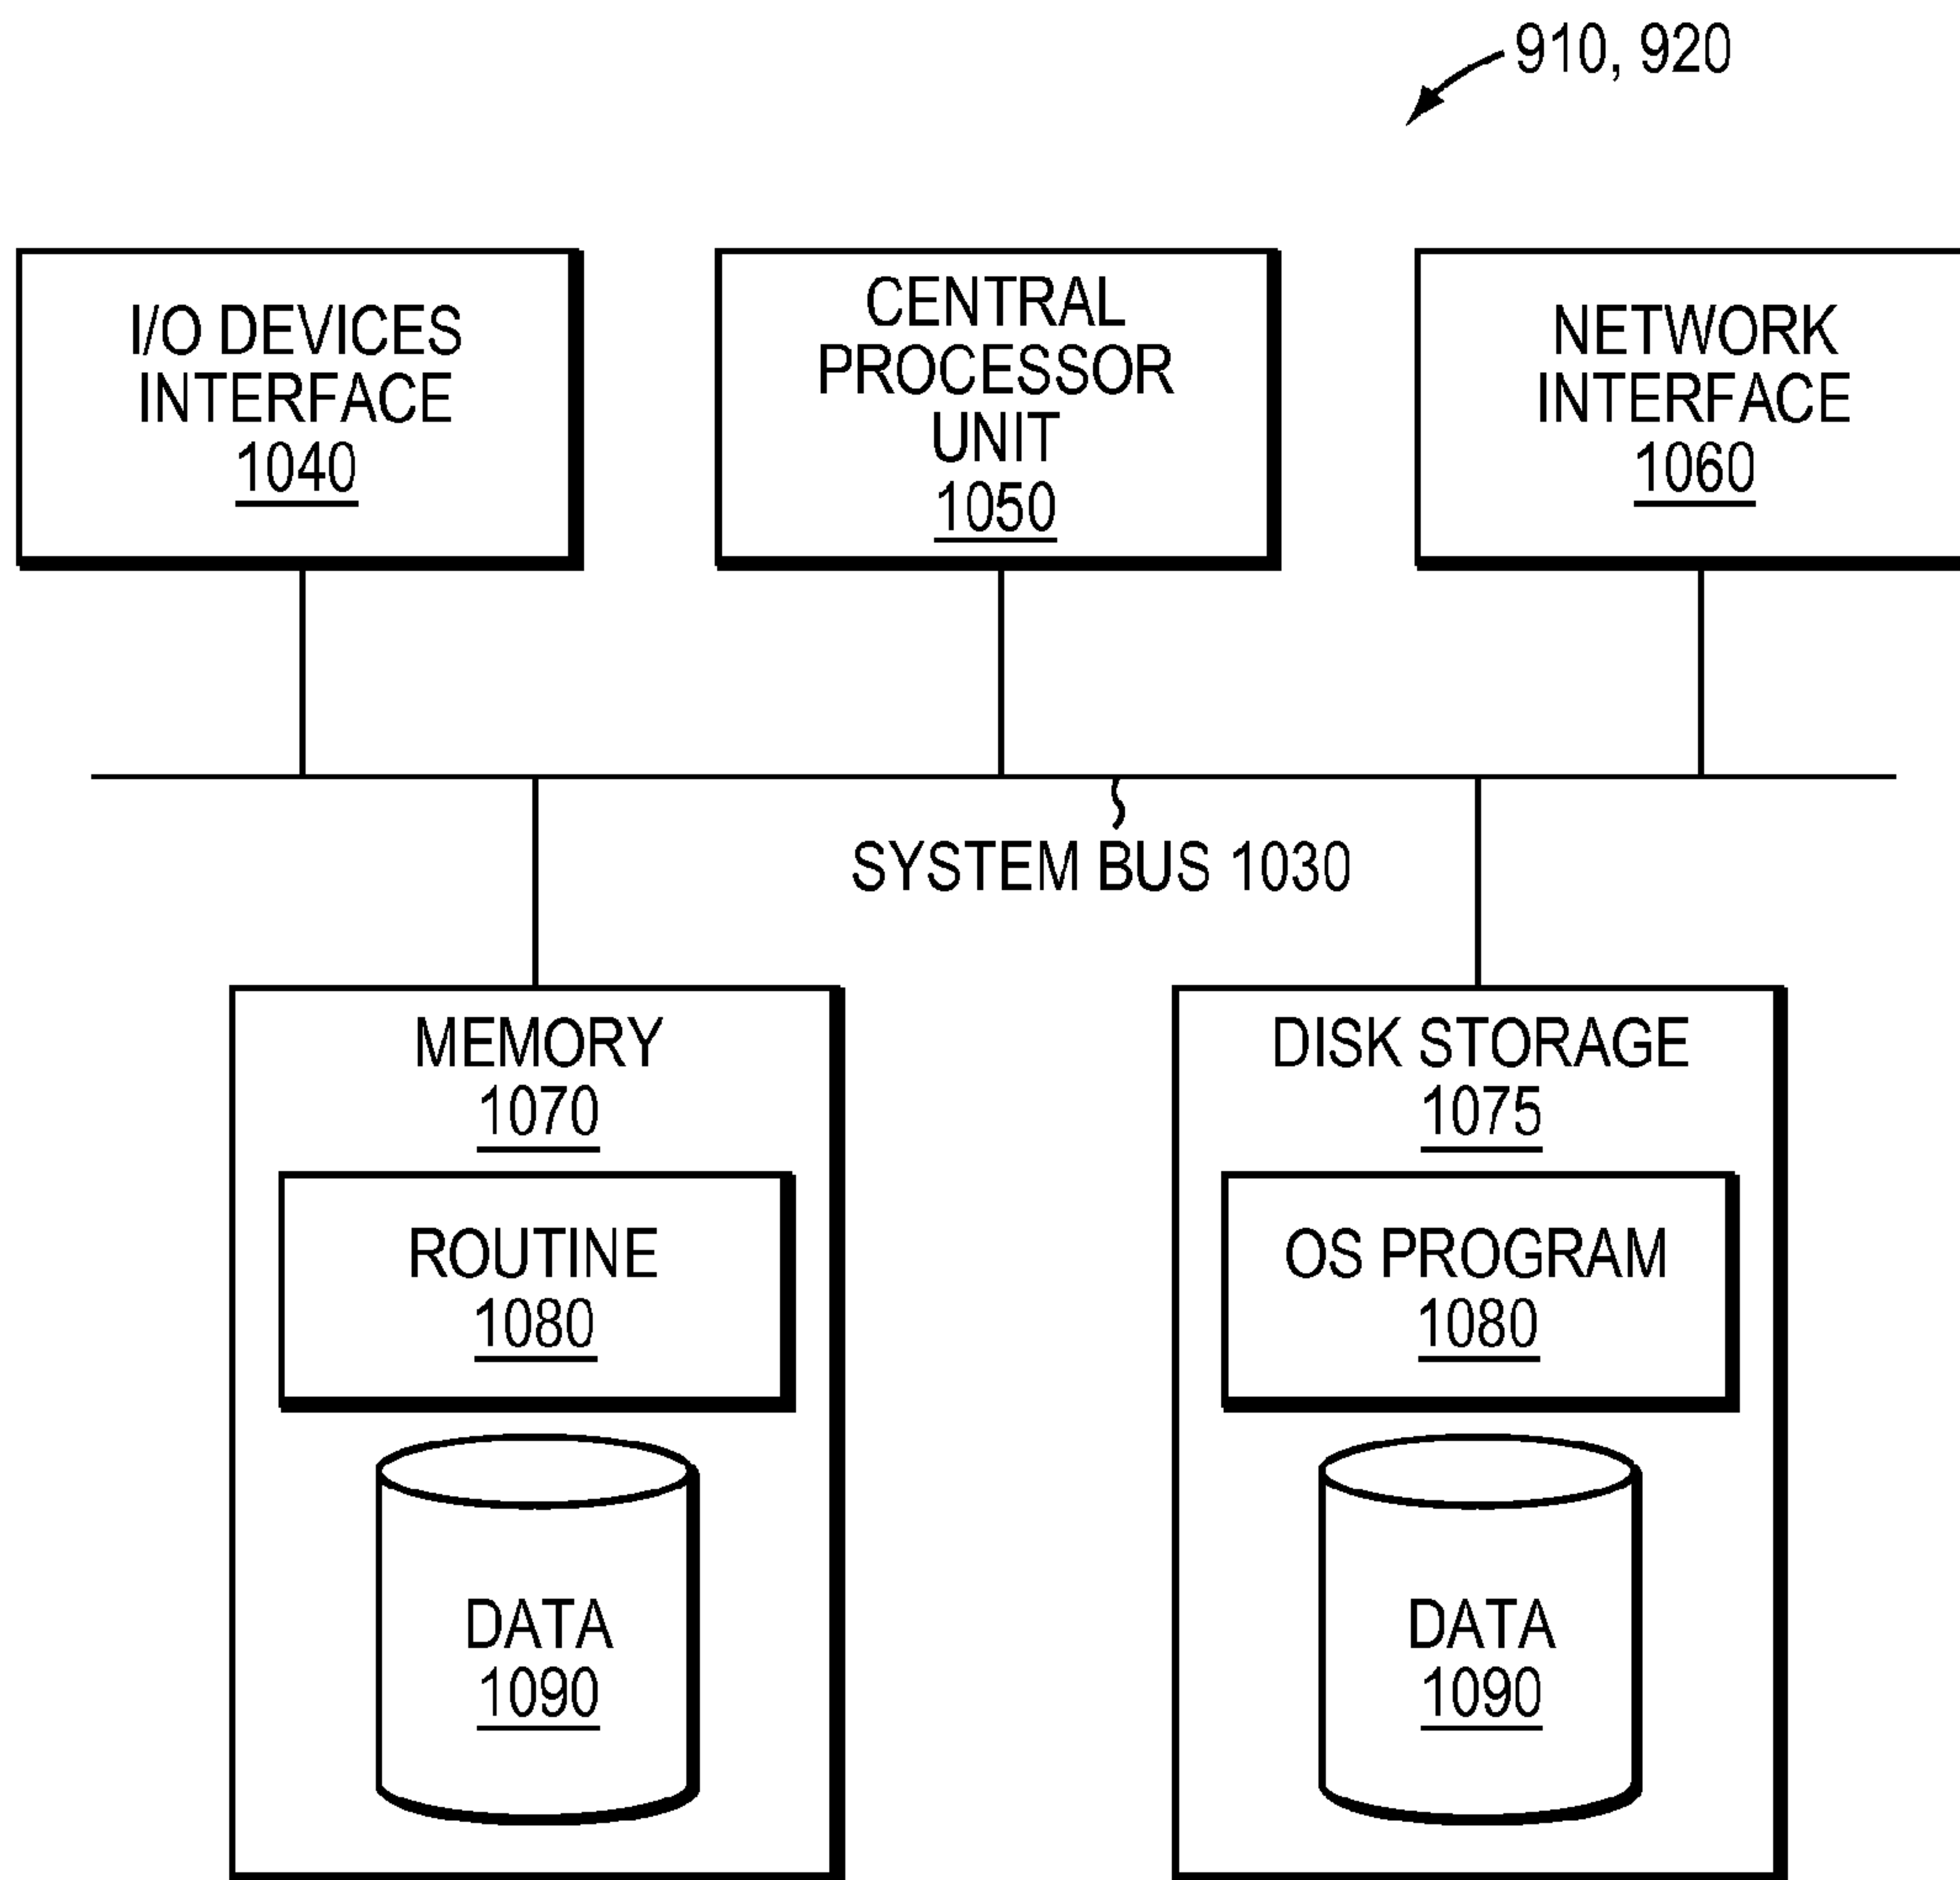 910, 920
I/O DEVICES
INTERFACE
1040
CENTRAL
PROCESSOR
UNIT
1050
NETWORK
INTERFACE
1060
SYSTEM BUS 1030
MEMORY
1070
ROUTINE
1080
DATA
1090
DISK STORAGE
1075
OS PROGRAM
1080
DATA
1090